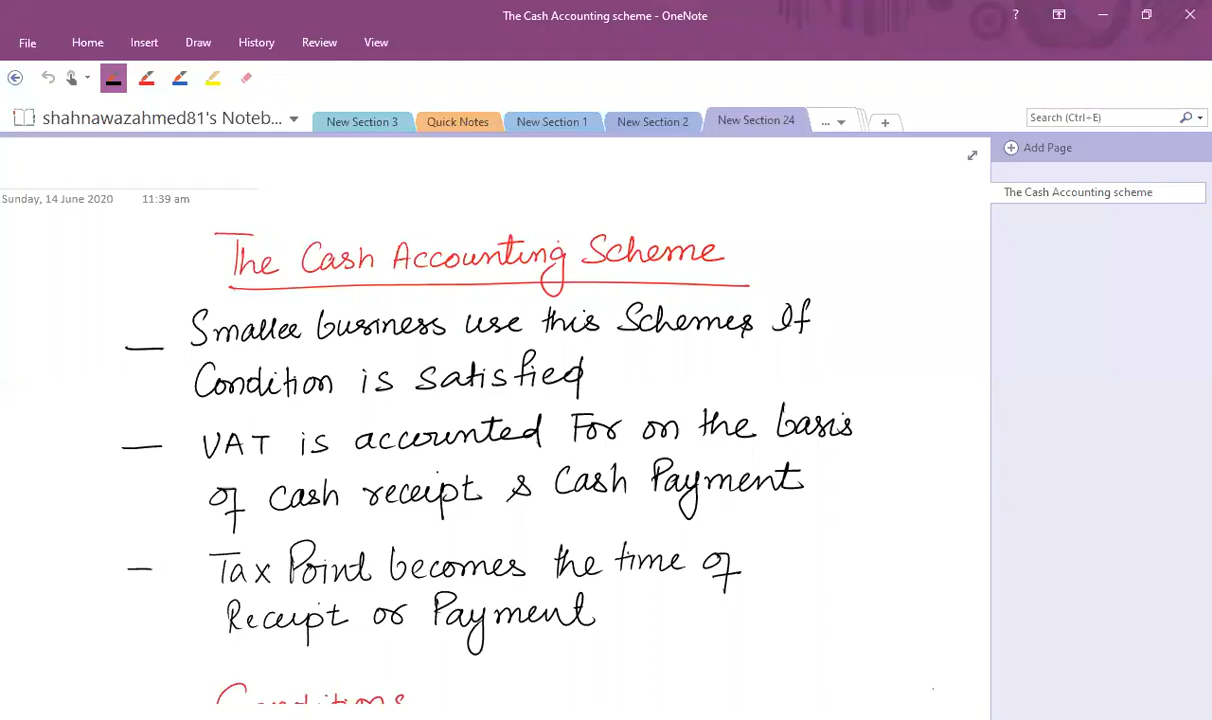 The Cash Accounting scheme - OneNote
?
File Home Insert Draw History Review View
shahnawazahmed81's Noteb... New Section 3 Quick Notes New Section 1 New Section 2 New Section 24 ... Search (Ctrl+E)
Add Page
The Cash Accounting scheme
Sunday, 14 June 2020 11:39 am
The Cash Accounting Scheme
— Smaller business use this Schemes If
Condition is satisfied
— VAT is accounted For on the basis
of cash receipt & Cash Payment
— Tax Point becomes the time of
Receipt or Payment
Conditions